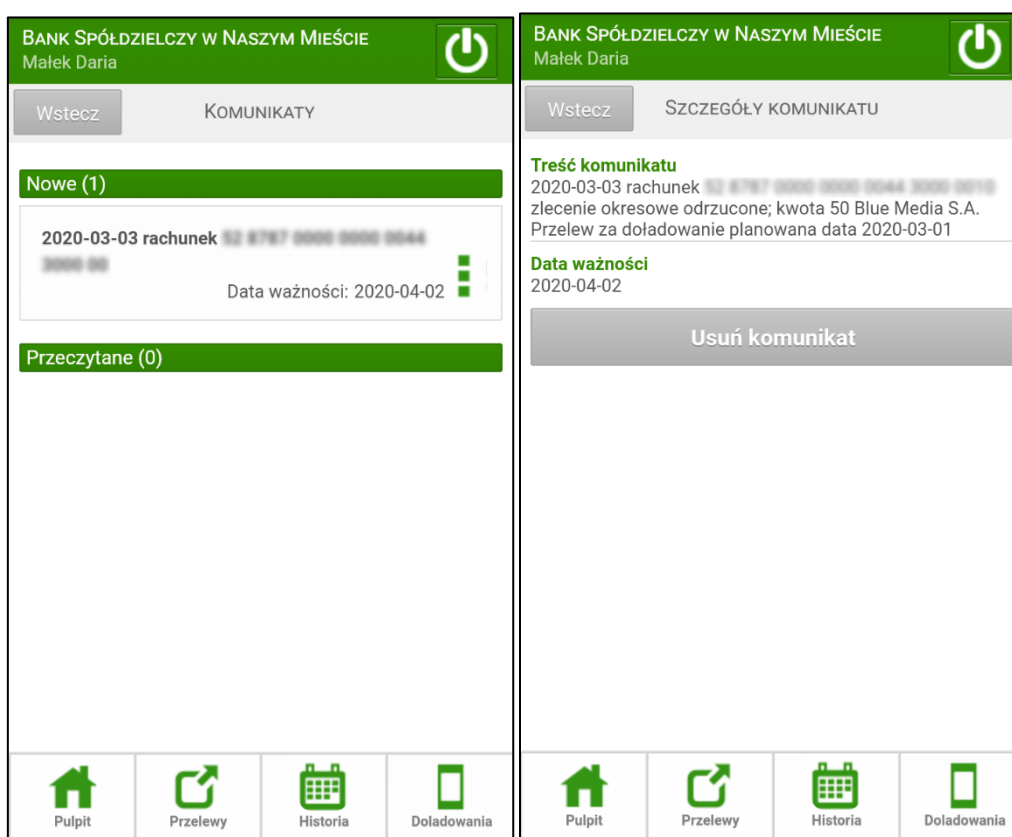 BANK SPÓŁDZIELCZY W NASZYM MIEŚCIE
Małek Daria
Wstecz
KOMUNIKATY
Nowe (1)
2020-03-03 rachunek
Data ważności: 2020-04-02
Przeczytane (0)
Pulpit
Przelewy
Historia
Doladowania
BANK SPÓŁDZIELCZY W NASZYM MIEŚCIE
Małek Daria
Wstecz
SZCZEGÓŁY KOMUNIKATU
Treść komunikatu
2020-03-03 rachunek
zlecenie okresowe odrzucone; kwota 50 Blue Media S.A.
Przelew za doładowanie planowana data 2020-03-01
Data ważności
2020-04-02
Usuń komunikat
Pulpit
Przelewy
Historia
Doladowania